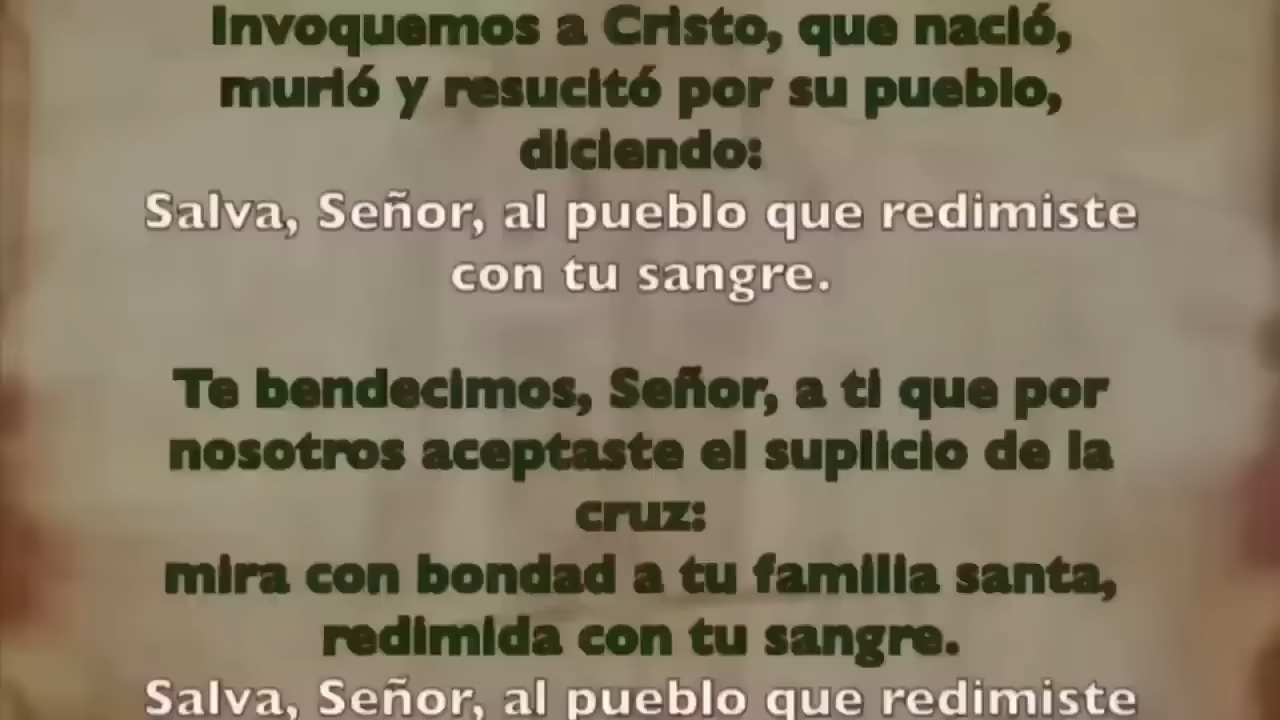 Invoquemos a Cristo, que nació,
murió y resucitó por su pueblo,
diciendo:
Salva, Señor, al pueblo que redimiste
con tu sangre.
Te bendecimos, Señor, a ti que por
nosotros aceptaste el suplicio de la
cruz:
mira con bondad a tu familia santa,
redimida con tu sangre.
Salva, Señor, al pueblo que redimiste